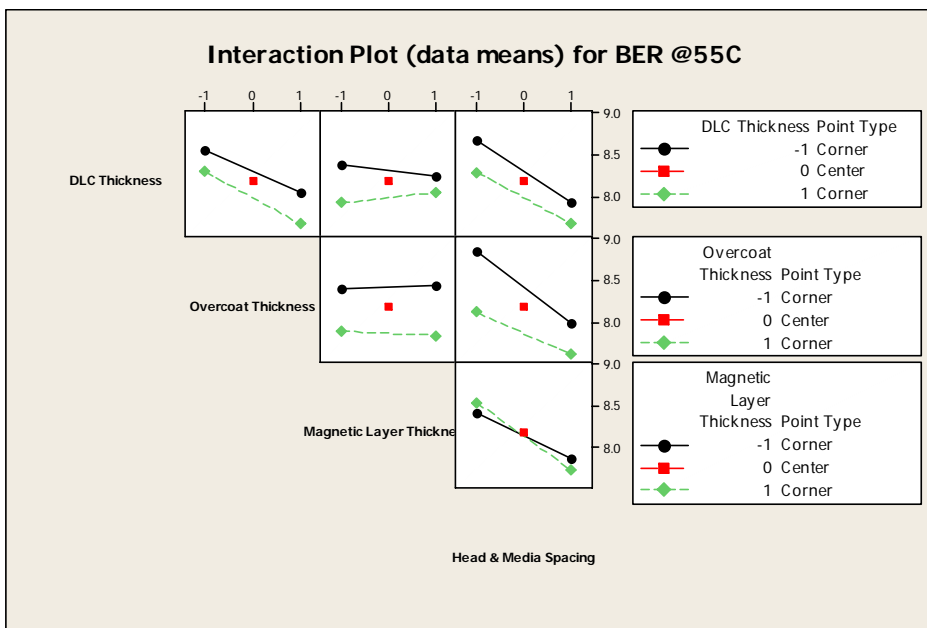 Interaction Plot (data means) for BER @55C
-1 0 1 -1 0 1 -1 0 1
9.0
8.5
8.0
DLC Thickness
DLC Thickness Point Type
-1 Corner
0 Center
1 Corner
9.0
8.5
8.0
Overcoat Thickness
Overcoat
Thickness Point Type
-1 Corner
0 Center
1 Corner
9.0
8.5
8.0
Magnetic Layer Thickne
Magnetic
Layer
Thickness Point Type
-1 Corner
0 Center
1 Corner
Head & Media Spacing